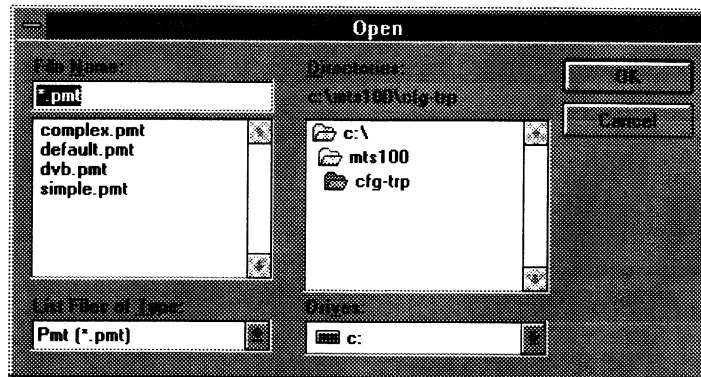 Open
File Name:
*.pmt
complex.pmt
default.pmt
dvb.pmt
simple.pmt
List Files of Type:
Pmt (*.pmt)
Directories:
c:\mts100\cfg-trp
c:\
mts100
cfg-trp
Drives:
c:
OK
Cancel